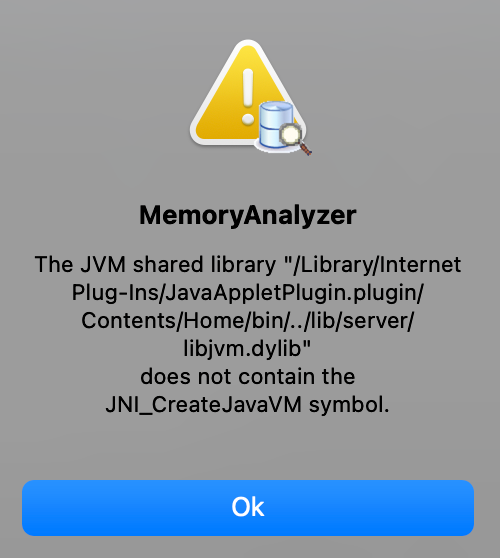 MemoryAnalyzer
The JVM shared library "/Library/Internet
Plug-Ins/JavaAppletPlugin.plugin/
Contents/Home/bin/../lib/server/
libjvm.dylib"
does not contain the
JNI_CreateJavaVM symbol.
Ok